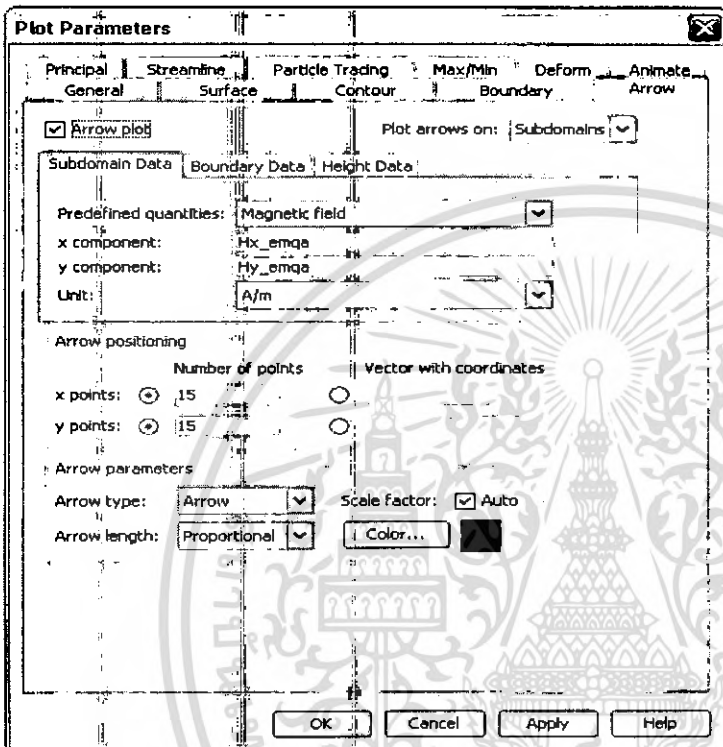 Plot Parameters
Principal Streamline Particle Tracing Max/Min Deform Animate
General Surface Contour Boundary Arrow
Arrow plot Plot arrows on: Subdomains
Subdomain Data Boundary Data Height Data
Predefined quantities: Magnetic field
x component: Hx_emqa
y component: Hy_emqa
Unit: A/m
Arrow positioning
Number of points Vector with coordinates
x points: 15
y points: 15
Arrow parameters
Arrow type: Arrow Scale factor: Auto
Arrow length: Proportional Color...
OK Cancel Apply Help